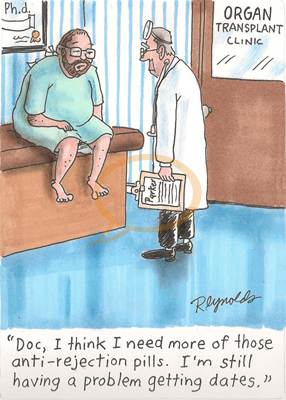 Ph.d.
ORGAN
TRANSPLANT
CLINIC
Reynolds
"Doc, I think I need more of those
anti-rejection pills. I'm still
having a problem getting dates."